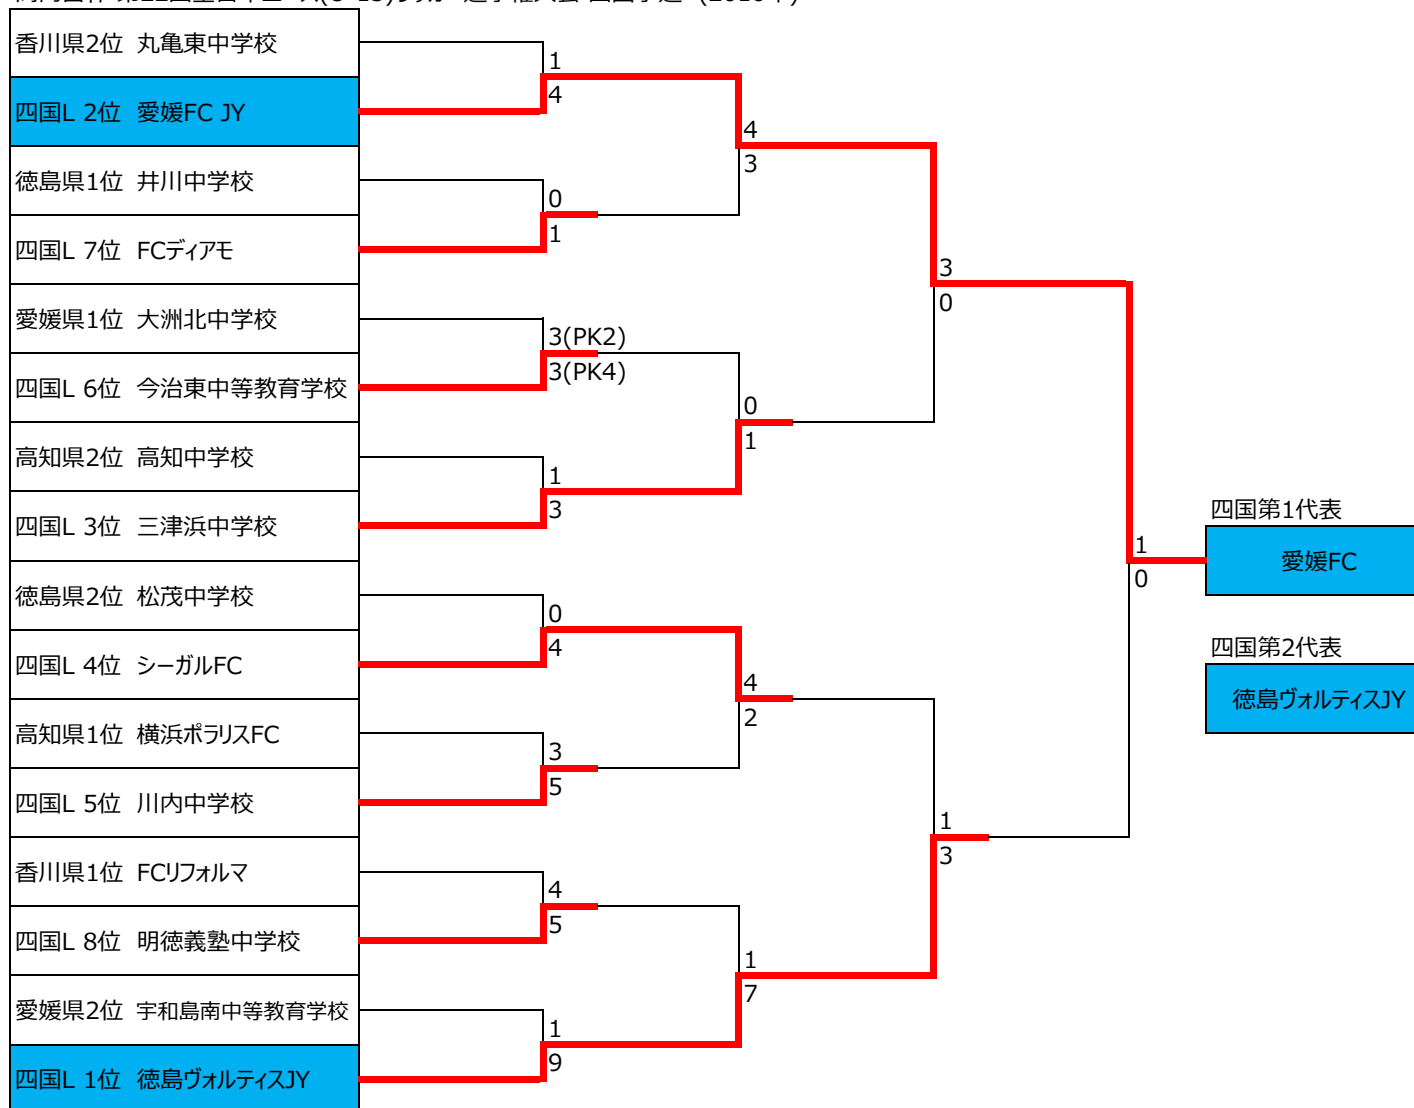 香川県2位 丸亀東中学校
1
四国L 2位 愛媛FC JY
4
4
3
徳島県1位 井川中学校
0
四国L 7位 FCディアモ
1
3
0
愛媛県1位 大洲北中学校
3(PK2)
四国L 6位 今治東中等教育学校
3(PK4)
0
1
高知県2位 高知中学校
1
四国L 3位 三津浜中学校
3
四国第1代表
1
愛媛FC
0
徳島県2位 松茂中学校
0
四国L 4位 シーガルFC
4
四国第2代表
徳島ヴォルティスJY
4
2
高知県1位 横浜ポラリスFC
3
四国L 5位 川内中学校
5
1
3
香川県1位 FCリフォルマ
4
四国L 8位 明徳義塾中学校
5
1
7
愛媛県2位 宇和島南中等教育学校
1
四国L 1位 徳島ヴォルティスJY
9